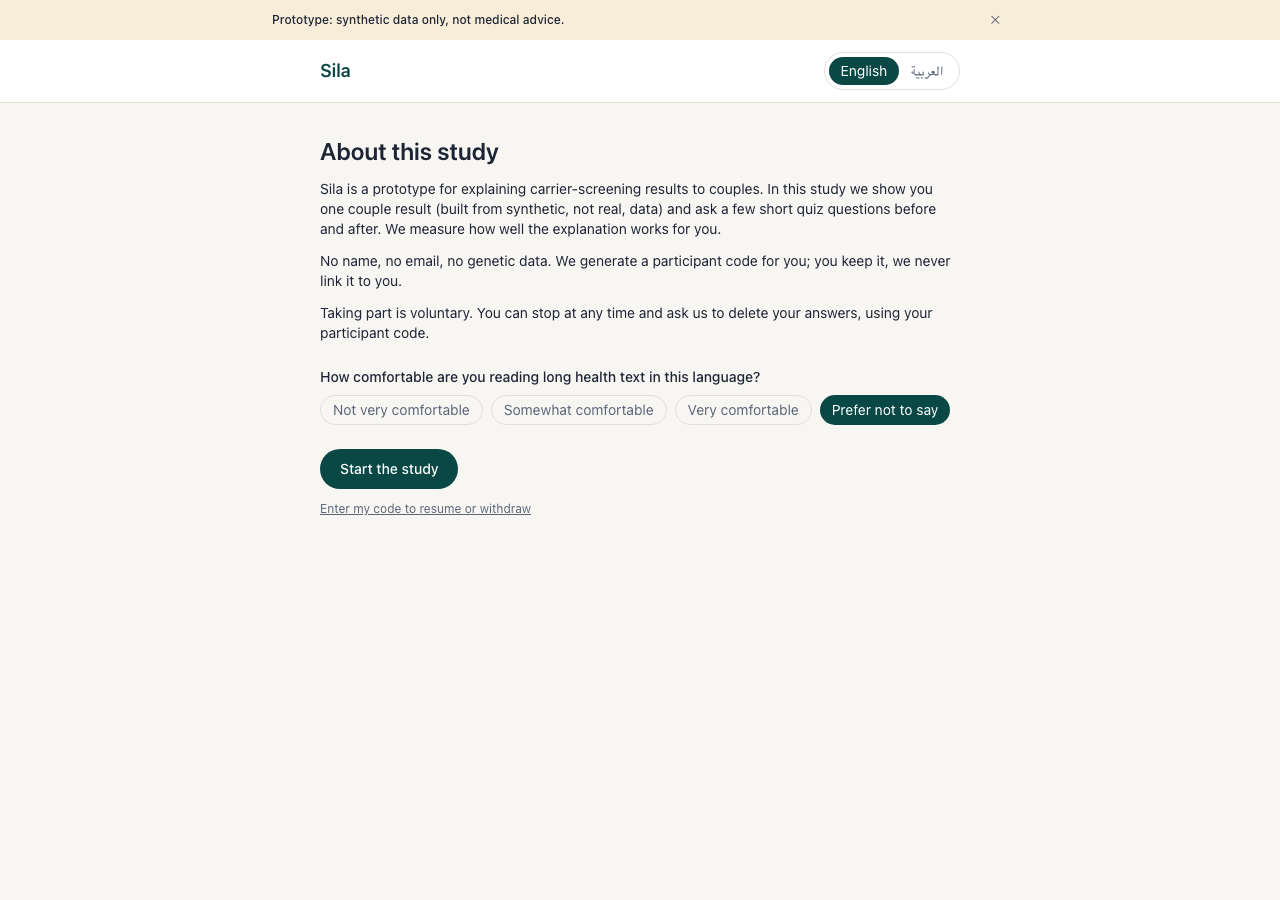 Prototype: synthetic data only, not medical advice.
Sila
English
العربية
About this study
Sila is a prototype for explaining carrier-screening results to couples. In this study we show you
one couple result (built from synthetic, not real, data) and ask a few short quiz questions before
and after. We measure how well the explanation works for you.
No name, no email, no genetic data. We generate a participant code for you; you keep it, we never
link it to you.
Taking part is voluntary. You can stop at any time and ask us to delete your answers, using your
participant code.
How comfortable are you reading long health text in this language?
Not very comfortable
Somewhat comfortable
Very comfortable
Prefer not to say
Start the study
Enter my code to resume or withdraw